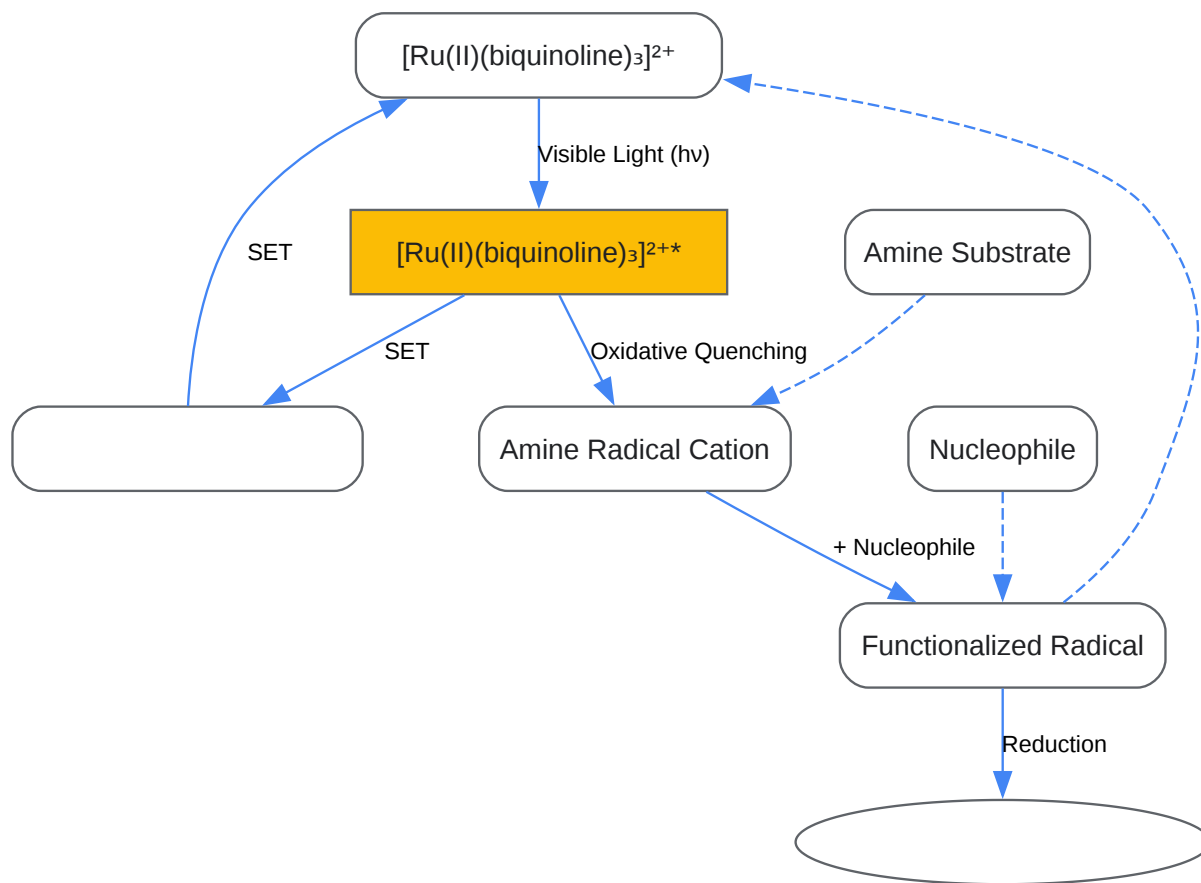 [Ru(II)(biquinoline)₃]²⁺
Visible Light (hν)
SET
[Ru(II)(biquinoline)₃]²⁺*
Amine Substrate
SET
Oxidative Quenching
Amine Radical Cation
Nucleophile
+ Nucleophile
Functionalized Radical
Reduction